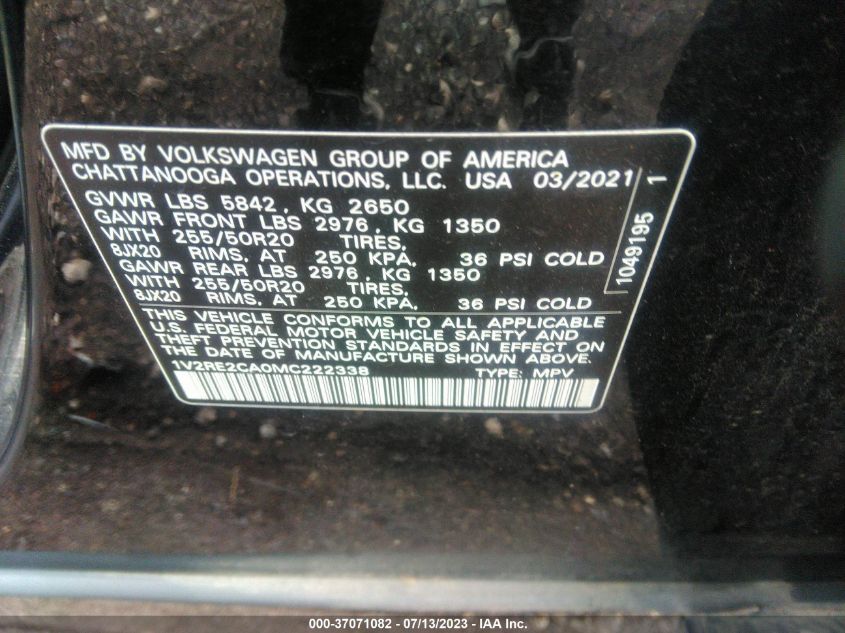 MFD BY VOLKSWAGEN GROUP OF AMERICA
CHATTANOOGA OPERATIONS, LLC. USA 03/2021
GVWR LBS 5842 , KG 2650
GAWR FRONT LBS 2976 , KG 1350
WITH 255/50R20 TIRES,
8JX20 RIMS, AT 250 KPA, 36 PSI COLD
GAWR REAR LBS 2976 , KG 1350
WITH 255/50R20 TIRES,
8JX20 RIMS, AT 250 KPA, 36 PSI COLD
THIS VEHICLE CONFORMS TO ALL APPLICABLE
U.S. FEDERAL MOTOR VEHICLE SAFETY AND
THEFT PREVENTION STANDARDS IN EFFECT ON
THE DATE OF MANUFACTURE SHOWN ABOVE.
1V2RE2CA0MC222338 TYPE: MPV
1049195 1
000-37071082 - 07/13/2023 - IAA Inc.